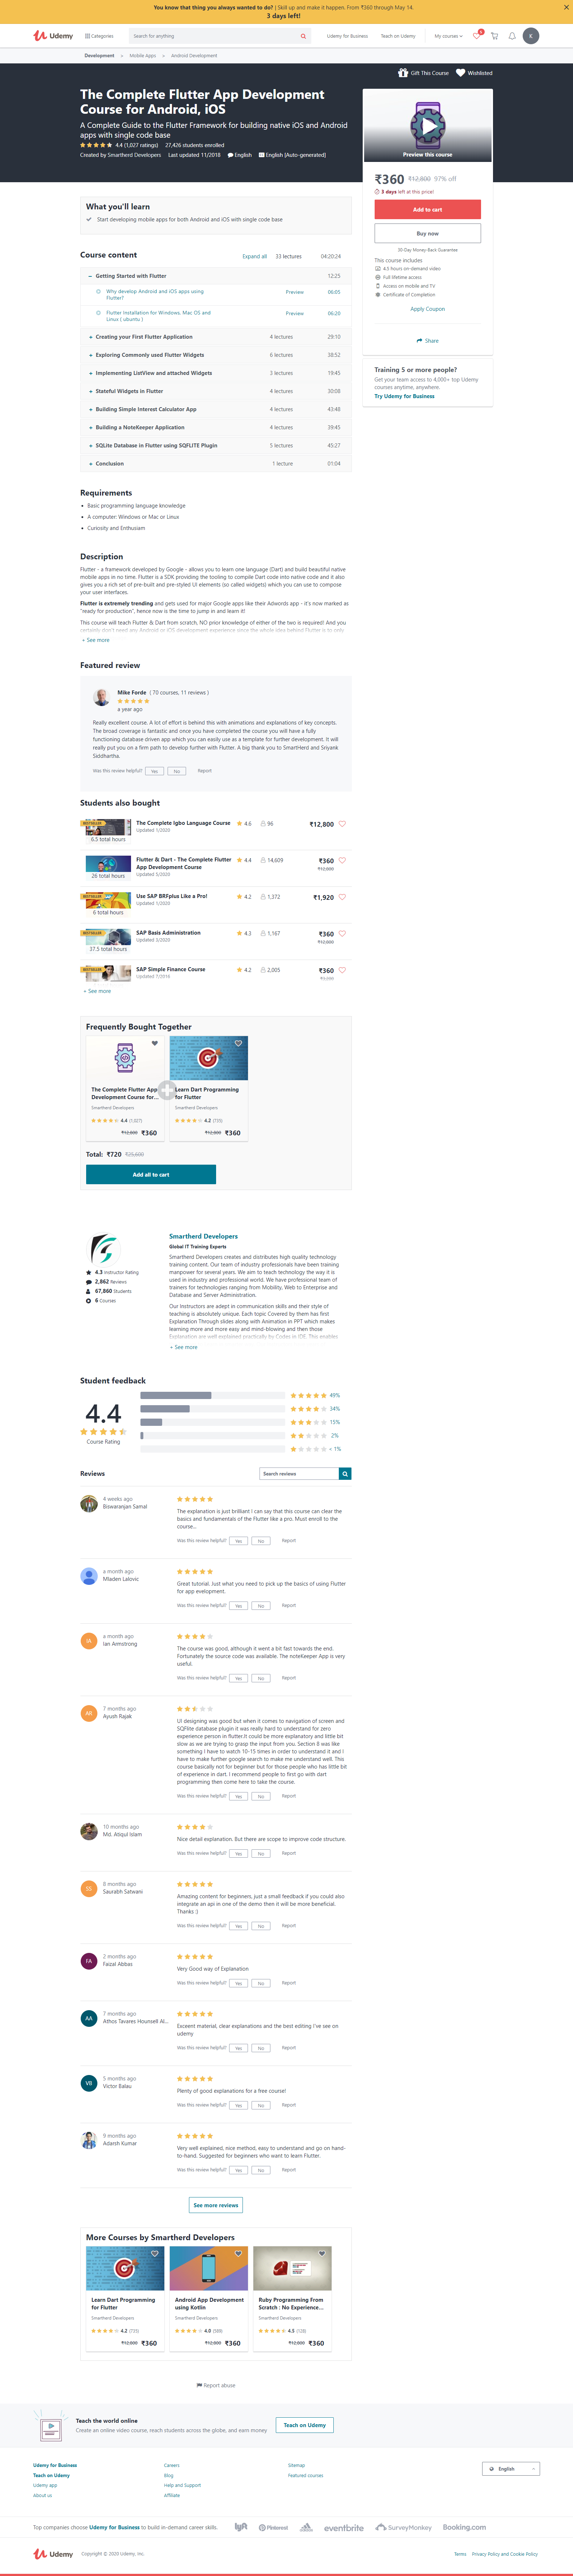 You know that thing you always wanted to do? | Skill up and make it happen. From ₹360 through May 14.
3 days left!
Udemy
Categories
Search for anything
Udemy for Business
Teach on Udemy
My courses
K
Development
Mobile Apps
Android Development
Gift This Course
Wishlisted
The Complete Flutter App Development
Course for Android, iOS
A Complete Guide to the Flutter Framework for building native iOS and Android
apps with single code base
4.4 (1,027 ratings) 27,426 students enrolled
Created by Smartherd Developers Last updated 11/2018 English English [Auto-generated]
Preview this course
₹360 ₹12,800 97% off
3 days left at this price!
Add to cart
Buy now
30-Day Money-Back Guarantee
This course includes
4.5 hours on-demand video
Full lifetime access
Access on mobile and TV
Certificate of Completion
Apply Coupon
Share
Training 5 or more people?
Get your team access to 4,000+ top Udemy
courses anytime, anywhere.
Try Udemy for Business
What you'll learn
Start developing mobile apps for both Android and iOS with single code base
Course content
Expand all 33 lectures 04:20:24
Getting Started with Flutter 12:25
Why develop Android and iOS apps using Preview 06:05
Flutter?
Flutter Installation for Windows, Mac OS and Preview 06:20
Linux ( ubuntu )
Creating your First Flutter Application 4 lectures 29:10
Exploring Commonly used Flutter Widgets 6 lectures 38:52
Implementing ListView and attached Widgets 3 lectures 19:45
Stateful Widgets in Flutter 4 lectures 30:08
Building Simple Interest Calculator App 4 lectures 43:48
Building a NoteKeeper Application 4 lectures 39:45
SQLite Database in Flutter using SQFLITE Plugin 5 lectures 45:27
Conclusion 1 lecture 01:04
Requirements
Basic programming language knowledge
A computer: Windows or Mac or Linux
Curiosity and Enthusiam
Description
Flutter - a framework developed by Google - allows you to learn one language (Dart) and build beautiful native
mobile apps in no time. Flutter is a SDK providing the tooling to compile Dart code into native code and it also
gives you a rich set of pre-built and pre-styled UI elements (so called widgets) which you can use to compose
your user interfaces.
Flutter is extremely trending and gets used for major Google apps like their Adwords app - it's now marked as
"ready for production", hence now is the time to jump in and learn it!
This course will teach Flutter & Dart from scratch, NO prior knowledge of either of the two is required! And you
certainly don't need any Android or iOS development experience since the whole idea behind Flutter is to only
+ See more
Featured review
Mike Forde ( 70 courses, 11 reviews )
a year ago
Really excellent course. A lot of effort is behind this with animations and explanations of key concepts.
The broad coverage is fantastic and once you have completed the course you will have a fully
functioning database driven app which you can easily use as a template for further development. It will
really put you on a firm path to develop further with Flutter. A big thank you to SmartHerd and Sriyank
Siddhartha.
Was this review helpful? Yes No Report
Students also bought
BESTSELLER
6.5 total hours
The Complete Igbo Language Course 4.6 96 ₹12,800
Updated 1/2020
26 total hours
Flutter & Dart - The Complete Flutter 4.4 14,609 ₹360
App Development Course ₹12,800
Updated 5/2020
BESTSELLER
6 total hours
Use SAP BRFplus Like a Pro! 4.2 1,372 ₹1,920
Updated 1/2020
BESTSELLER
37.5 total hours
SAP Basis Administration 4.3 1,167 ₹360
Updated 3/2020 ₹12,800
BESTSELLER
SAP Simple Finance Course 4.2 2,005 ₹360
Updated 7/2016
+ See more
Frequently Bought Together
The Complete Flutter App
Development Course for...
Smartherd Developers
4.4 (1,027)
₹12,800 ₹360
Learn Dart Programming
for Flutter
Smartherd Developers
4.2 (735)
₹12,800 ₹360
Total: ₹720 ₹25,600
Add all to cart
4.3 Instructor Rating
2,862 Reviews
67,860 Students
6 Courses
Smartherd Developers
Global IT Training Experts
Smartherd Developers creates and distributes high quality technology
training content. Our team of industry professionals have been training
manpower for several years. We aim to teach technology the way it is
used in industry and professional world. We have professional team of
trainers for technologies ranging from Mobility, Web to Enterprise and
Database and Server Administration.
Our Instructors are adept in communication skills and their style of
teaching is absolutely unique. Each topic Covered by them has first
Explanation Through slides along with Animation in PPT which makes
learning more and more easy and mind-blowing and then those
Explanation are well explained practically by Codes in IDE. This enables
+ See more
Student feedback
4.4
Course Rating
49%
34%
15%
2%
< 1%
Reviews
Search reviews
4 weeks ago
Biswaranjan Samal
The explanation is just brilliant I can say that this course can clear the
basics and fundamentals of the Flutter like a pro. Must enroll to the
course...
Was this review helpful? Yes No Report
a month ago
Mladen Lalovic
Great tutorial. Just what you need to pick up the basics of using Flutter
for app evelopment.
Was this review helpful? Yes No Report
IA
a month ago
Ian Armstrong
The course was good, although it went a bit fast towards the end.
Fortunately the source code was available. The noteKeeper App is very
useful.
Was this review helpful? Yes No Report
AR
7 months ago
Ayush Rajak
UI designing was good but when it comes to navigation of screen and
SQFlite database plugin it was really hard to understand for zero
experience person in flutter.It could be more explanatory and little bit
slow as we are trying to grasp the input from you. Section 8 was like
something I have to watch 10-15 times in order to understand it and I
have to make further google search to make me understand well. This
course basically not for beginner but for those people who has little bit
of experience in dart. I recommend people to first go with dart
programming then come here to take the course.
Was this review helpful? Yes No Report
10 months ago
Md. Atiqul Islam
Nice detail explanation. But there are scope to improve code structure.
Was this review helpful? Yes No Report
SS
8 months ago
Saurabh Satwani
Amazing content for beginners, just a small feedback if you could also
integrate an api in one of the demo then it will be more beneficial.
Thanks :)
Was this review helpful? Yes No Report
FA
2 months ago
Faizal Abbas
Very Good way of Explanation
Was this review helpful? Yes No Report
AA
7 months ago
Athos Tavares Hounsell Al...
Exceent material, clear explanations and the best editing I've see on
udemy
Was this review helpful? Yes No Report
VB
5 months ago
Victor Balau
Plenty of good explanations for a free course!
Was this review helpful? Yes No Report
9 months ago
Adarsh Kumar
Very well explained, nice method, easy to understand and go on hand-
to-hand. Suggested for beginners who want to learn Flutter.
Was this review helpful? Yes No Report
See more reviews
More Courses by Smartherd Developers
Learn Dart Programming
for Flutter
Smartherd Developers
4.2 (735)
₹12,800 ₹360
Android App Development
using Kotlin
Smartherd Developers
4.0 (569)
₹12,800 ₹360
Ruby Programming From
Scratch : No Experience...
Smartherd Developers
4.5 (128)
₹12,800 ₹360
Report abuse
Teach the world online
Create an online video course, reach students across the globe, and earn money
Teach on Udemy
Udemy for Business
Teach on Udemy
Udemy app
About us
Careers
Blog
Help and Support
Affiliate
Sitemap
Featured courses
English
Top companies choose Udemy for Business to build in-demand career skills.
lyft
Pinterest
eventbrite
SurveyMonkey
Booking.com
Udemy
Copyright © 2020 Udemy, Inc.
Terms Privacy Policy and Cookie Policy